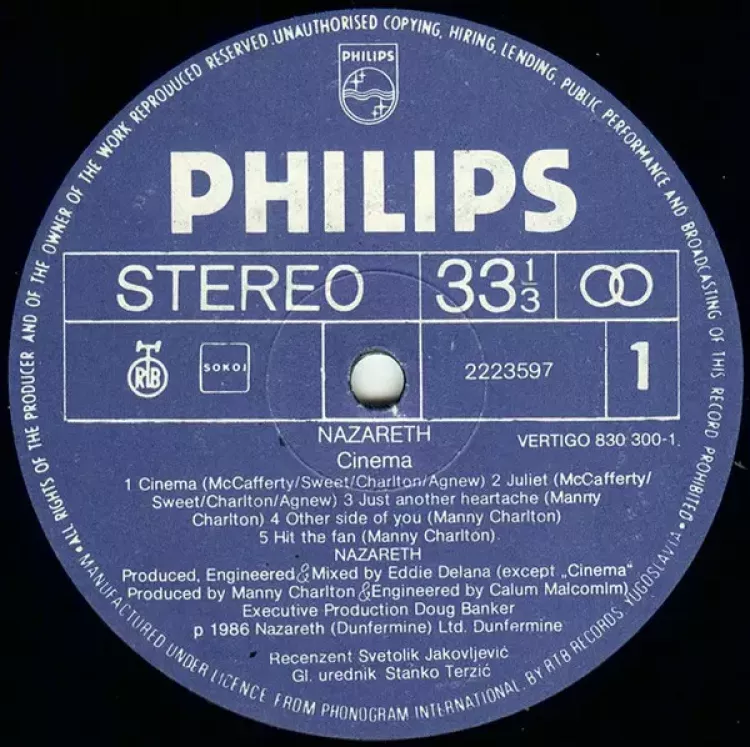 •ALL RIGHTS OF THE PRODUCER AND OF THE OWNER OF THE WORK REPRODUCED RESERVED.UNAUTHORISED COPYING, HIRING, LENDING, PUBLIC PERFORMANCE AND BROADCASTING OF THIS RECORD PROHIBITED•
PHILIPS
PHILIPS
STEREO 33 1/3
RTB SOKOJ 2223597 1
NAZARETH
VERTIGO 830 300-1.
Cinema
1 Cinema (McCafferty/Sweet/Charlton/Agnew) 2 Juliet (McCafferty/
Sweet/Charlton/Agnew) 3 Just another heartache (Manny
Charlton) 4 Other side of you (Manny Charlton)
5 Hit the fan (Manny Charlton)
NAZARETH
Produced, Engineered & Mixed by Eddie Delana (except „Cinema"
Produced by Manny Charlton & Engineered by Calum Malcomlm)
Executive Production Doug Banker
p 1986 Nazareth (Dunfermine) Ltd. Dunfermine
Recenzent Svetolik Jakovljević
Gl. urednik Stanko Terzić
MANUFACTURED UNDER LICENCE FROM PHONOGRAM INTERNATIONAL. BY RTB RECORDS, YUGOSLAVIA•